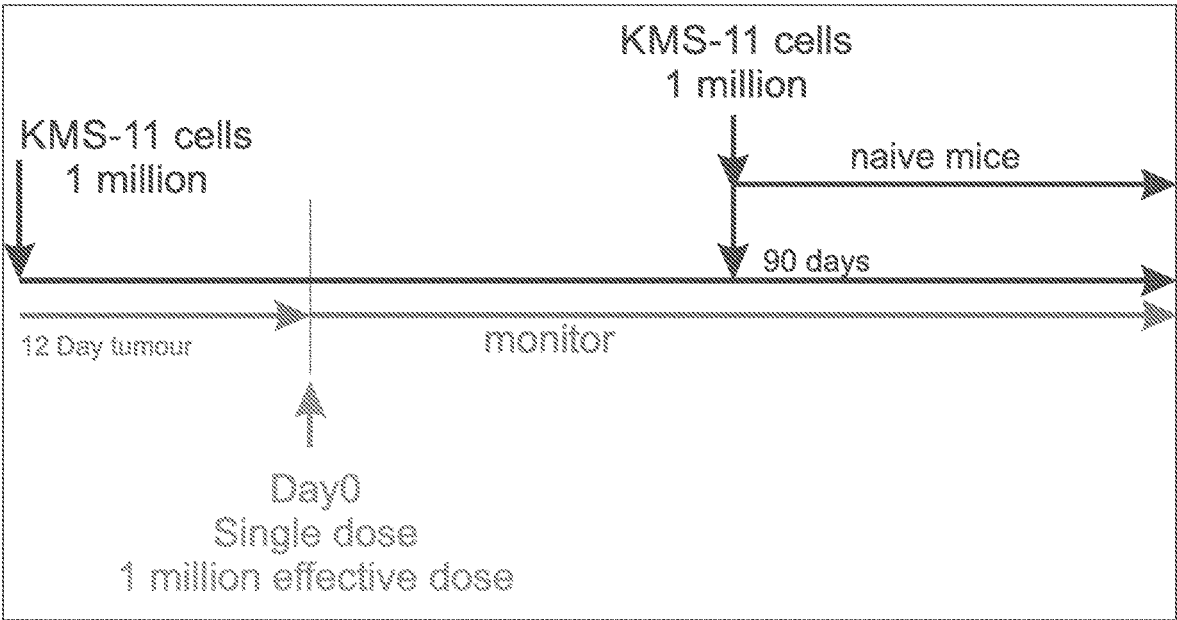 KMS-11 cells
1 million
KMS-11 cells
1 million
naive mice
90 days
12 Day tumour
monitor
Day0
Single dose
1 million effective dose